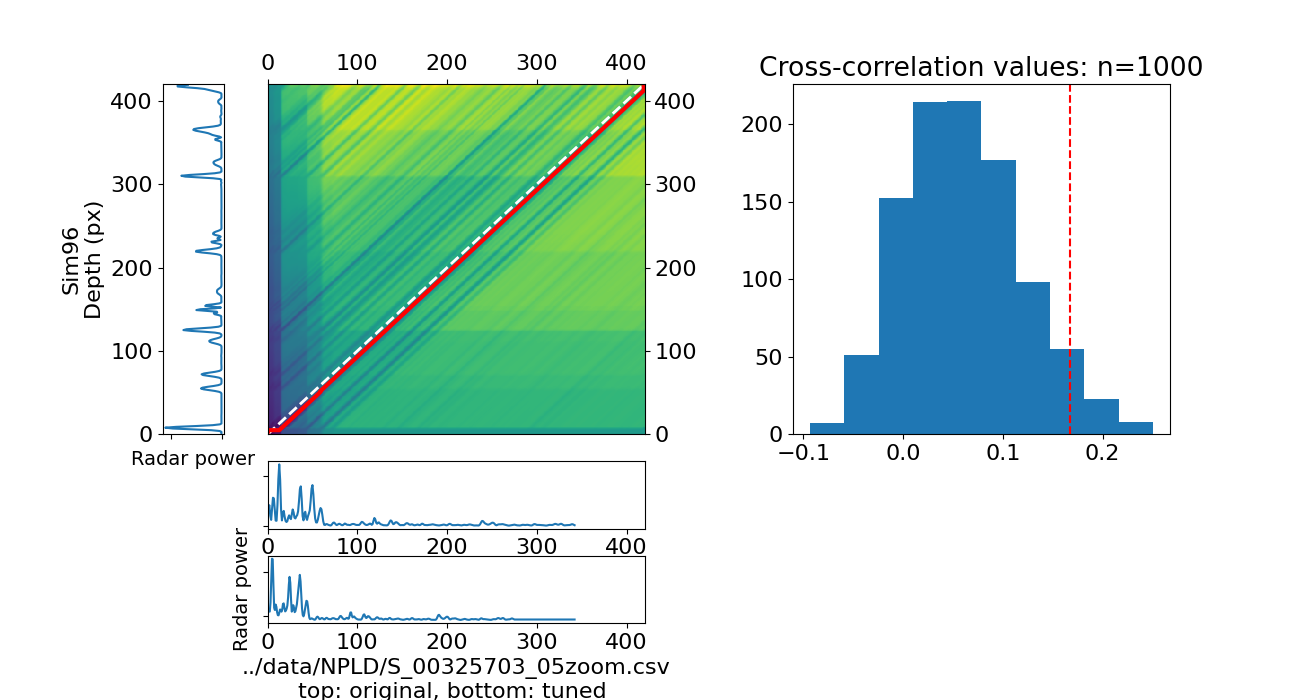 Cross-correlation values: n=1000
0 100 200 300 400
400
300
200
100
0
Sim96
Depth (px)
Radar power
400
300
200
100
0
200
150
100
50
0
−0.1 0.0 0.1 0.2
0 100 200 300 400
Radar power
0 100 200 300 400
../data/NPLD/S_00325703_05zoom.csv
top: original, bottom: tuned